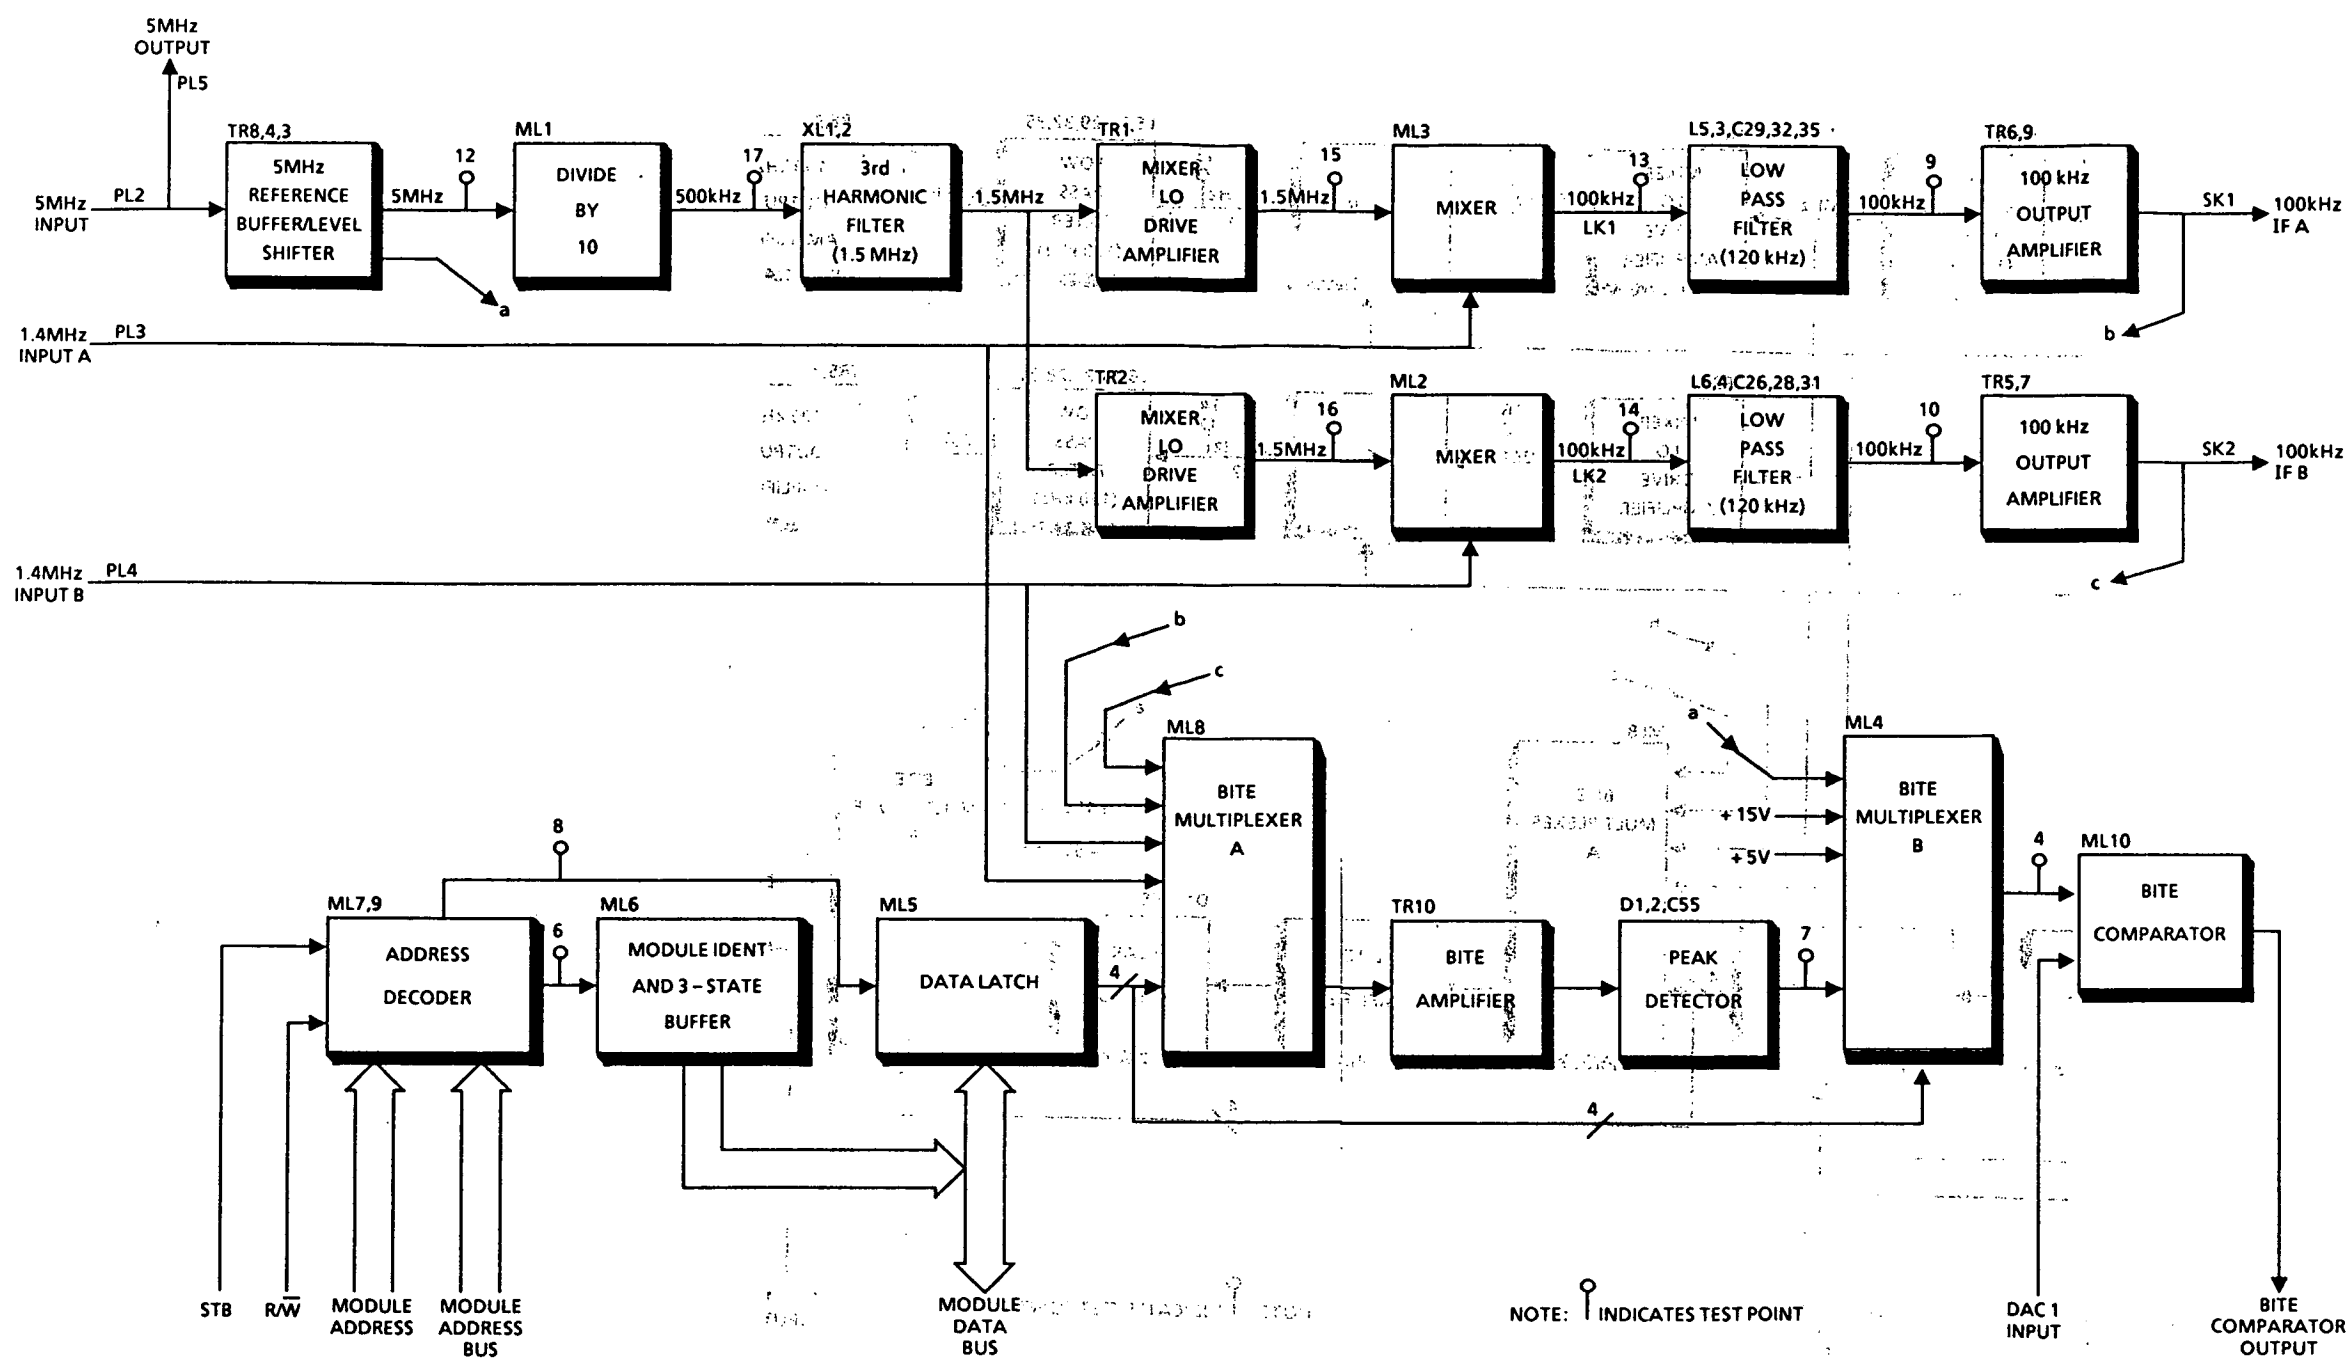 5MHz
OUTPUT
PL5
TR8,4,3
5MHz
REFERENCE
BUFFER/LEVEL
SHIFTER
5MHz
INPUT
PL2
5MHz
12
a
ML1
DIVIDE
BY
10
500kHz
17
XL1,2
3rd
HARMONIC
FILTER
(1.5 MHz)
1.5MHz
TR1
MIXER
LO
DRIVE
AMPLIFIER
1.5MHz
15
ML3
MIXER
100kHz
13
LK1
L5,3,C29,32,35
LOW
PASS
FILTER
(120 kHz)
100kHz
9
TR6,9
100 kHz
OUTPUT
AMPLIFIER
SK1
100kHz
IF A
b
1.4MHz
INPUT A
PL3
TR2
MIXER
LO
DRIVE
AMPLIFIER
1.5MHz
16
ML2
MIXER
100kHz
14
LK2
L6,4,C26,28,31
LOW
PASS
FILTER
(120 kHz)
100kHz
10
TR5,7
100 kHz
OUTPUT
AMPLIFIER
SK2
100kHz
IF B
c
1.4MHz
INPUT B
PL4
b
c
ML8
BITE
MULTIPLEXER
A
a
+15V
+5V
ML4
BITE
MULTIPLEXER
B
4
ML10
BITE
COMPARATOR
8
ML7,9
ADDRESS
DECODER
6
ML6
MODULE IDENT
AND 3-STATE
BUFFER
ML5
DATA LATCH
4
TR10
BITE
AMPLIFIER
D1,2,C55
PEAK
DETECTOR
7
4
STB
R/W̅
MODULE
ADDRESS
MODULE
ADDRESS
BUS
MODULE
DATA
BUS
NOTE: INDICATES TEST POINT
DAC 1
INPUT
BITE
COMPARATOR
OUTPUT